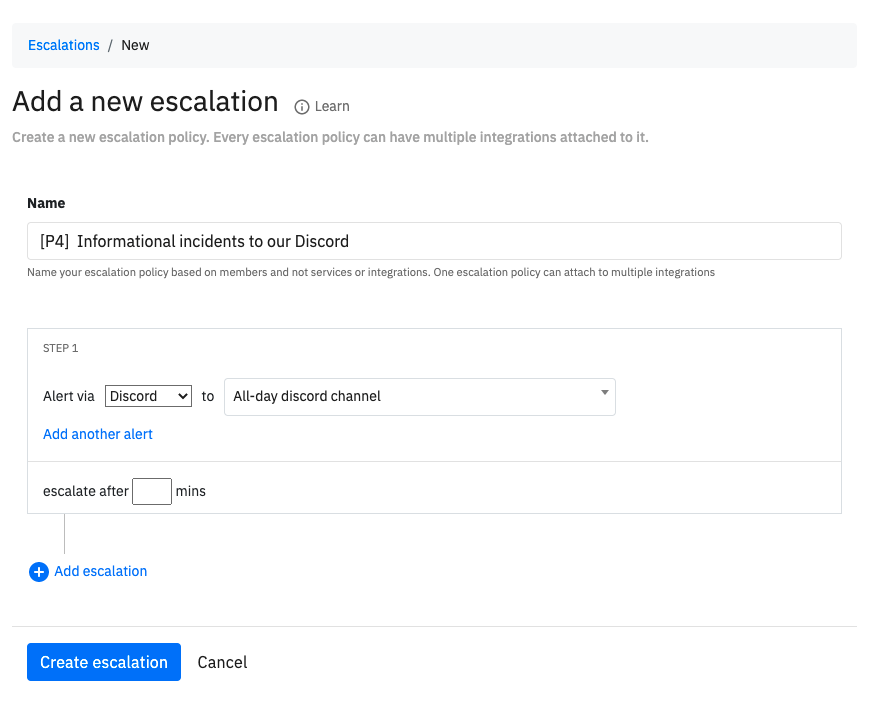 Escalations / New
Add a new escalation Learn
Create a new escalation policy. Every escalation policy can have multiple integrations attached to it.
Name
[P4]  Informational incidents to our Discord
Name your escalation policy based on members and not services or integrations. One escalation policy can attach to multiple integrations
STEP 1
Alert via Discord to All-day discord channel
Add another alert
escalate after mins
Add escalation
Create escalation Cancel